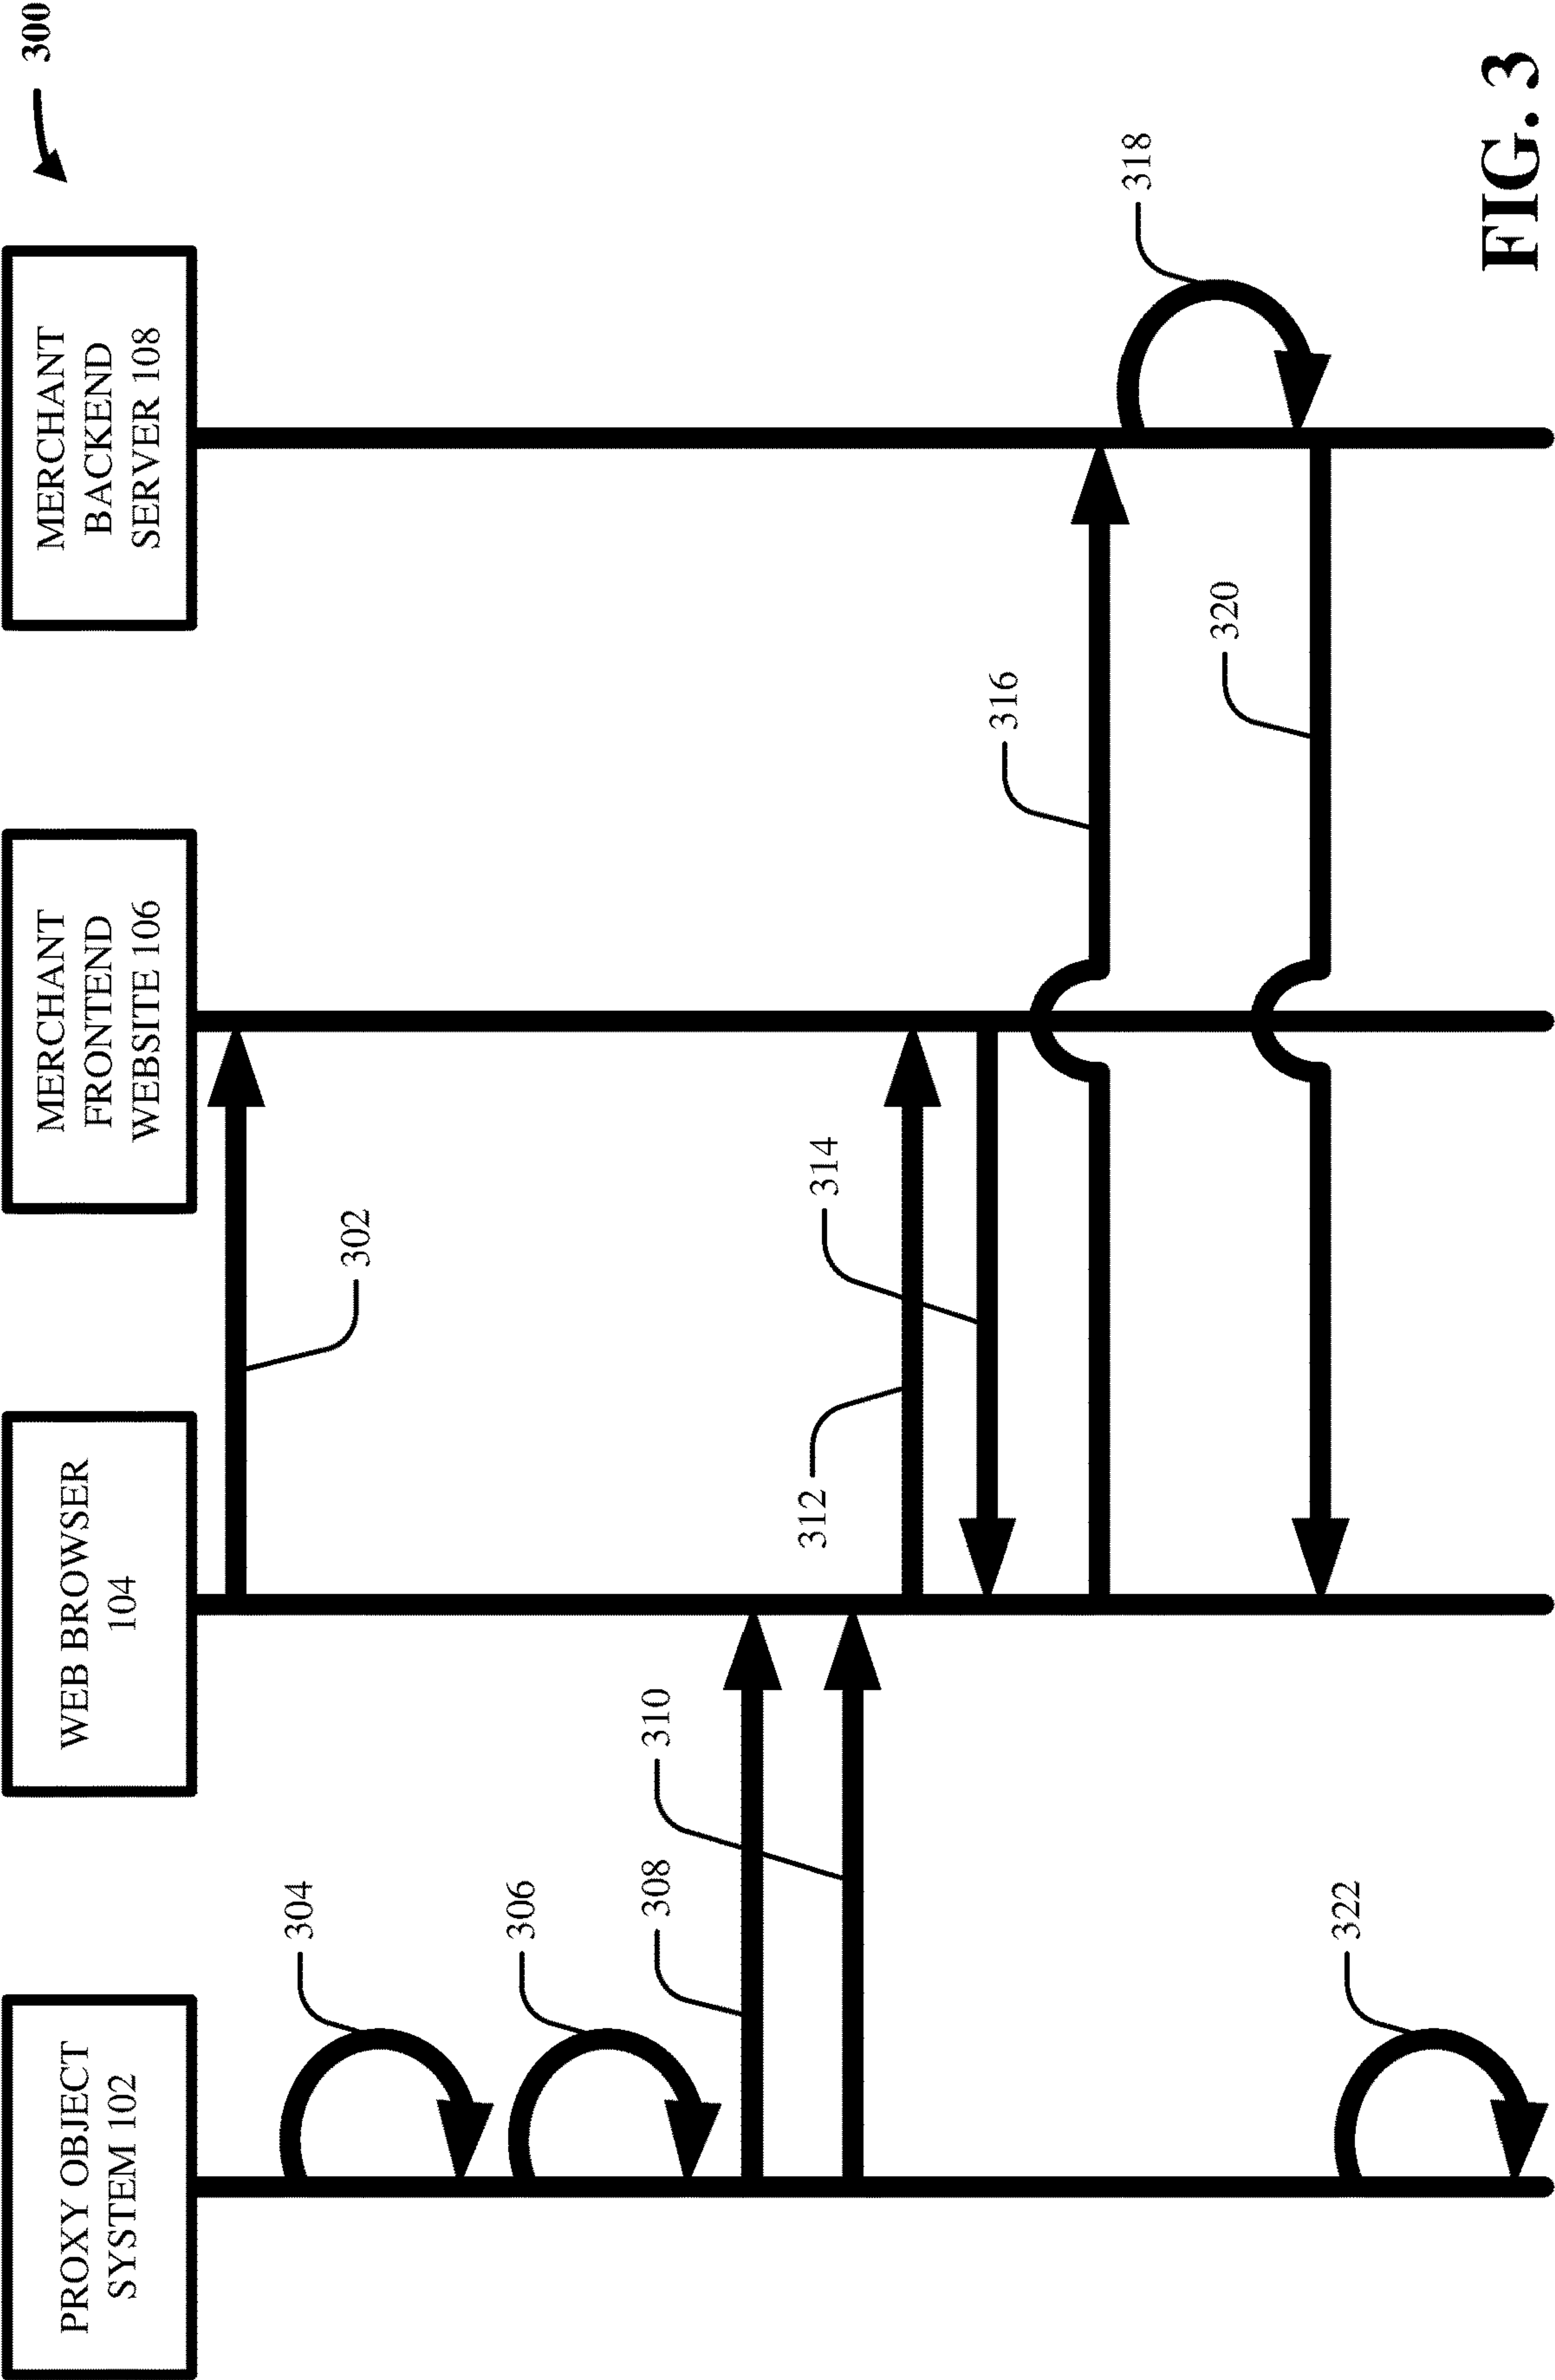 300
PROXY OBJECT
SYSTEM 102
WEB BROWSER
104
MERCHANT
FRONTEND
WEBSITE 106
MERCHANT
BACKEND
SERVER 108
302
304
306
308
310
312
314
316
318
320
322
FIG. 3